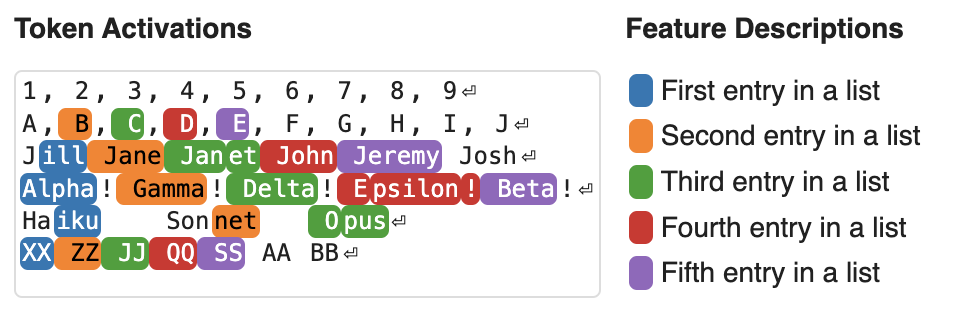 Token Activations
1, 2, 3, 4, 5, 6, 7, 8, 9⏎
A, B, C, D, E, F, G, H, I, J⏎
Jill Jane Janet John Jeremy Josh⏎
Alpha! Gamma! Delta! Epsilon! Beta!⏎
Haiku Sonnet Opus⏎
XX ZZ JJ QQ SS AA BB⏎
Feature Descriptions
First entry in a list
Second entry in a list
Third entry in a list
Fourth entry in a list
Fifth entry in a list